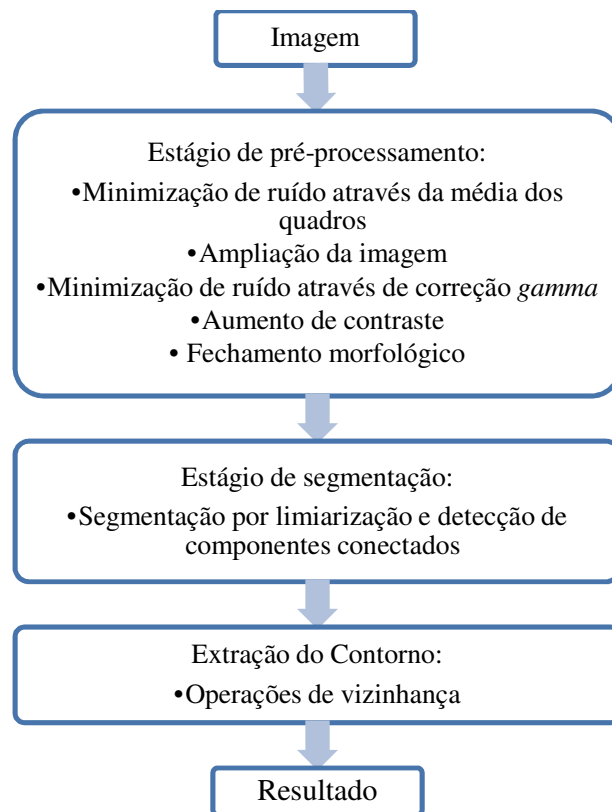 Imagem
Estágio de pré-processamento:
•Minimização de ruído através da média dos
quadros
•Ampliação da imagem
•Minimização de ruído através de correção gamma
•Aumento de contraste
• Fechamento morfológico
Estágio de segmentação:
•Segmentação por limiarização e detecção de
componentes conectados
Extração do Contorno:
•Operações de vizinhança
Resultado